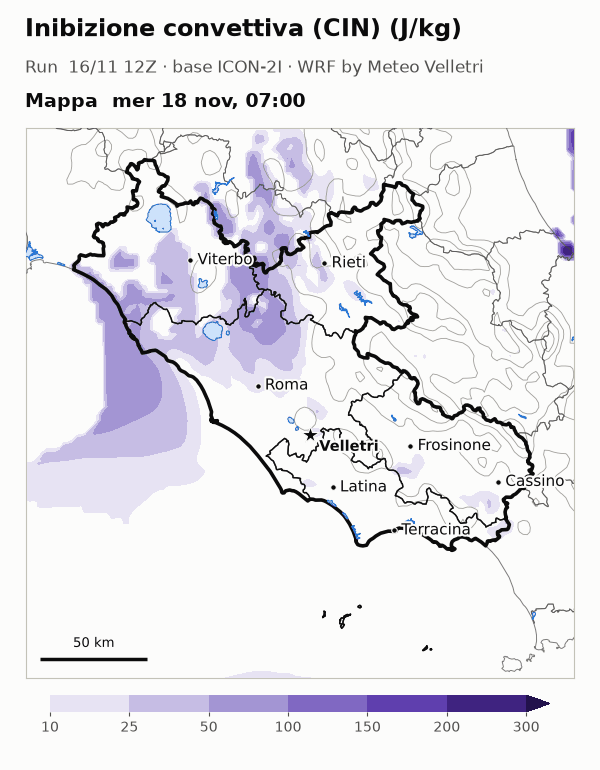 Inibizione convettiva (CIN) (J/kg)
Run  16/11 12Z · base ICON-2I · WRF by Meteo Velletri
Mappa  mer 18 nov, 07:00
Viterbo
Rieti
Roma
Velletri
Frosinone
Cassino
Latina
Terracina
50 km
10 25 50 100 150 200 300